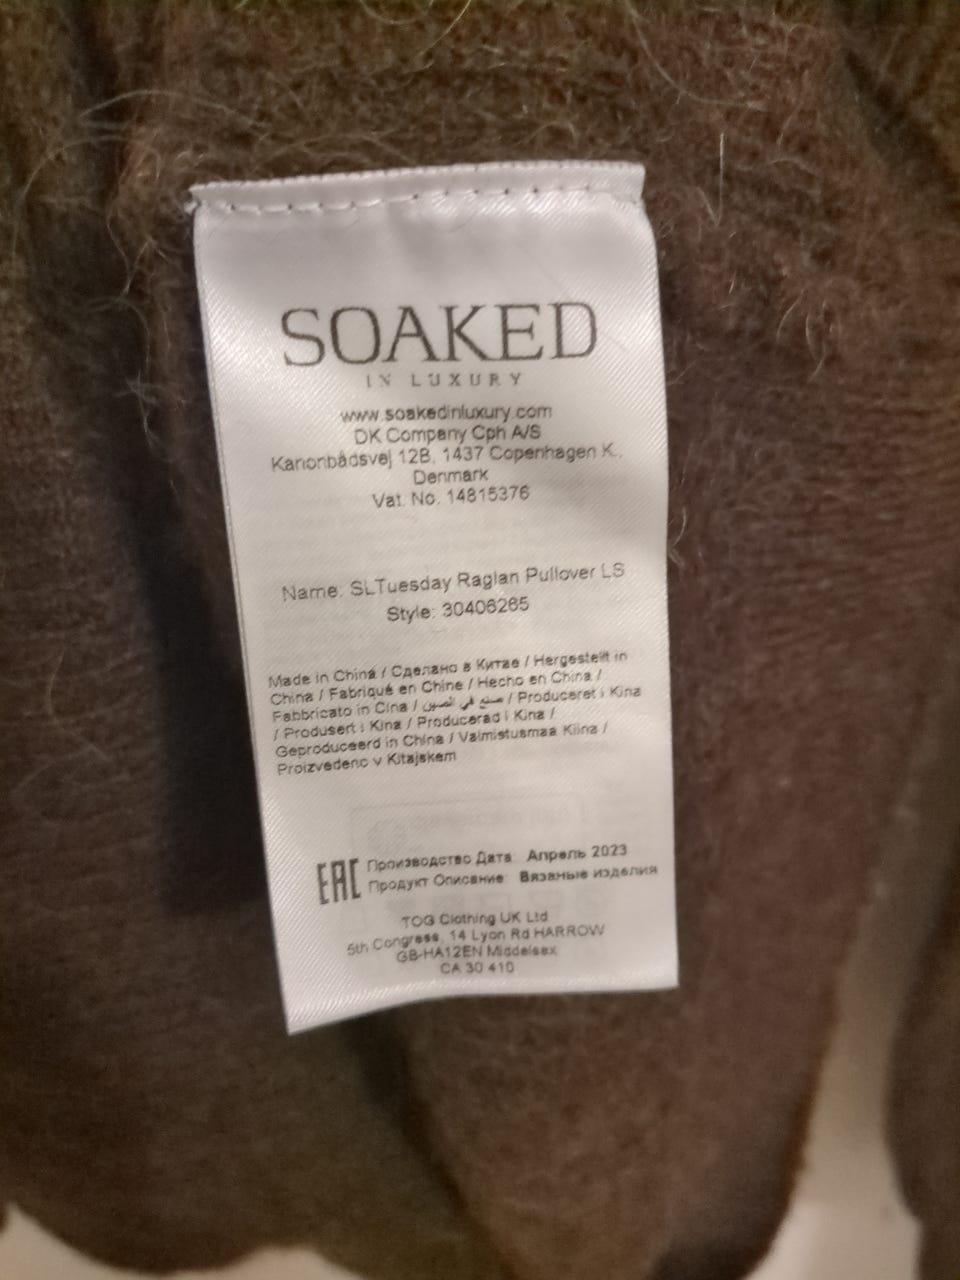 SOAKED
IN LUXURY
www.soakedinluxury.com
DK Company Cph A/S
Kanonbådsvej 12B, 1437 Copenhagen K.,
Denmark
Vat. No. 14815376
Name: SLTuesday Raglan Pullover LS
Style: 30406265
Made in China / Сделано в Китае / Hergestellt in
China / Fabriqué en Chine / Hecho en China /
Fabbricato in Cina / صنع في الصين / Produceret i Kina
/ Produsert i Kina / Producerad i Kina /
Geproduceerd in China / Valmistusmaa Kiina /
Proizvedeno v Kitajskem
EAC Производство Дата: Апрель 2023
Продукт Описание: Вязаные изделия
TOG Clothing UK Ltd
5th Congress, 14 Lyon Rd HARROW
GB-HA12EN Middelsex
CA 30 410